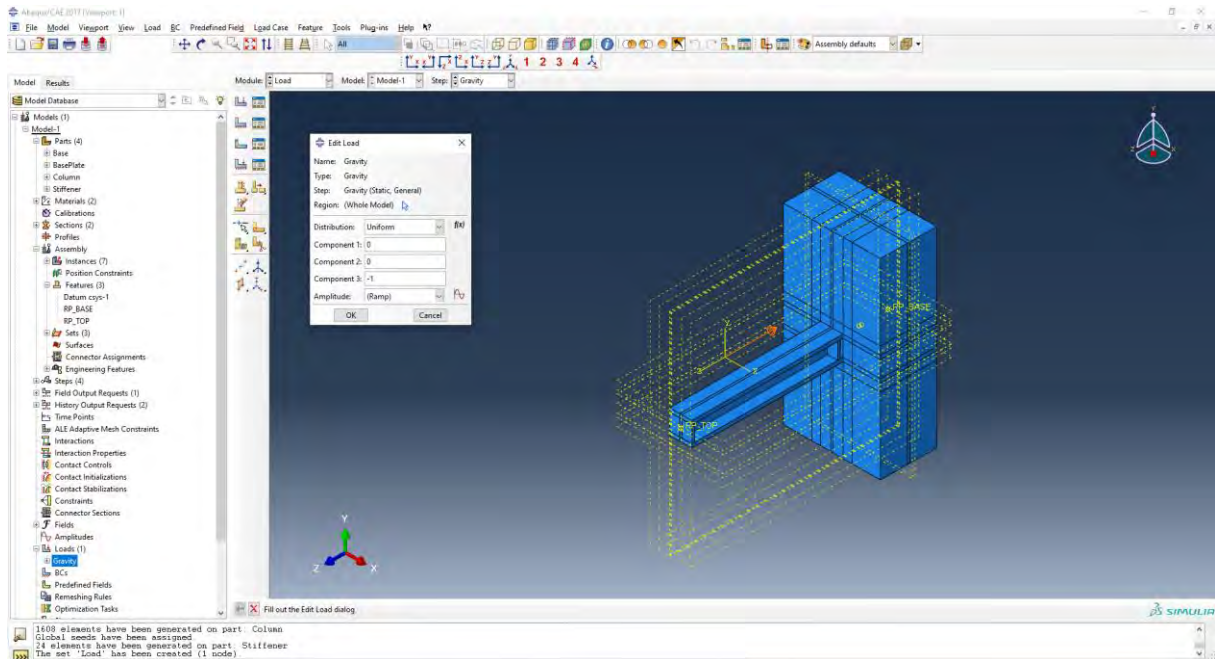 Abaqus/CAE 2017 [Viewport: 1]
File Model Viewport View Load BC Predefined Field Load Case Feature Tools Plug-ins Help
All
Assembly defaults
1 2 3 4
Model Results
Module: Load Model: Model-1 Step: Gravity
Model Database
Models (1)
Model-1
Parts (4)
Base
BasePlate
Column
Stiffener
Materials (2)
Calibrations
Sections (2)
Profiles
Assembly
Instances (7)
Position Constraints
Features (3)
Datum csys-1
RP_BASE
RP_TOP
Sets (3)
Surfaces
Connector Assignments
Engineering Features
Steps (4)
Field Output Requests (1)
History Output Requests (2)
Time Points
ALE Adaptive Mesh Constraints
Interactions
Interaction Properties
Contact Controls
Contact Initializations
Contact Stabilizations
Constraints
Connector Sections
Fields
Amplitudes
Loads (1)
Gravity
BCs
Predefined Fields
Remeshing Rules
Optimization Tasks
Edit Load
Name: Gravity
Type: Gravity
Step: Gravity (Static, General)
Region: (Whole Model)
Distribution: Uniform f(x)
Component 1: 0
Component 2: 0
Component 3: -1
Amplitude: (Ramp)
OK Cancel
RP_BASE
RP_TOP
Y
Z X
Fill out the Edit Load dialog
SIMULIA
1608 elements have been generated on part Column
Global seeds have been assigned
24 elements have been generated on part Stiffener
The set 'Load' has been created (1 node)